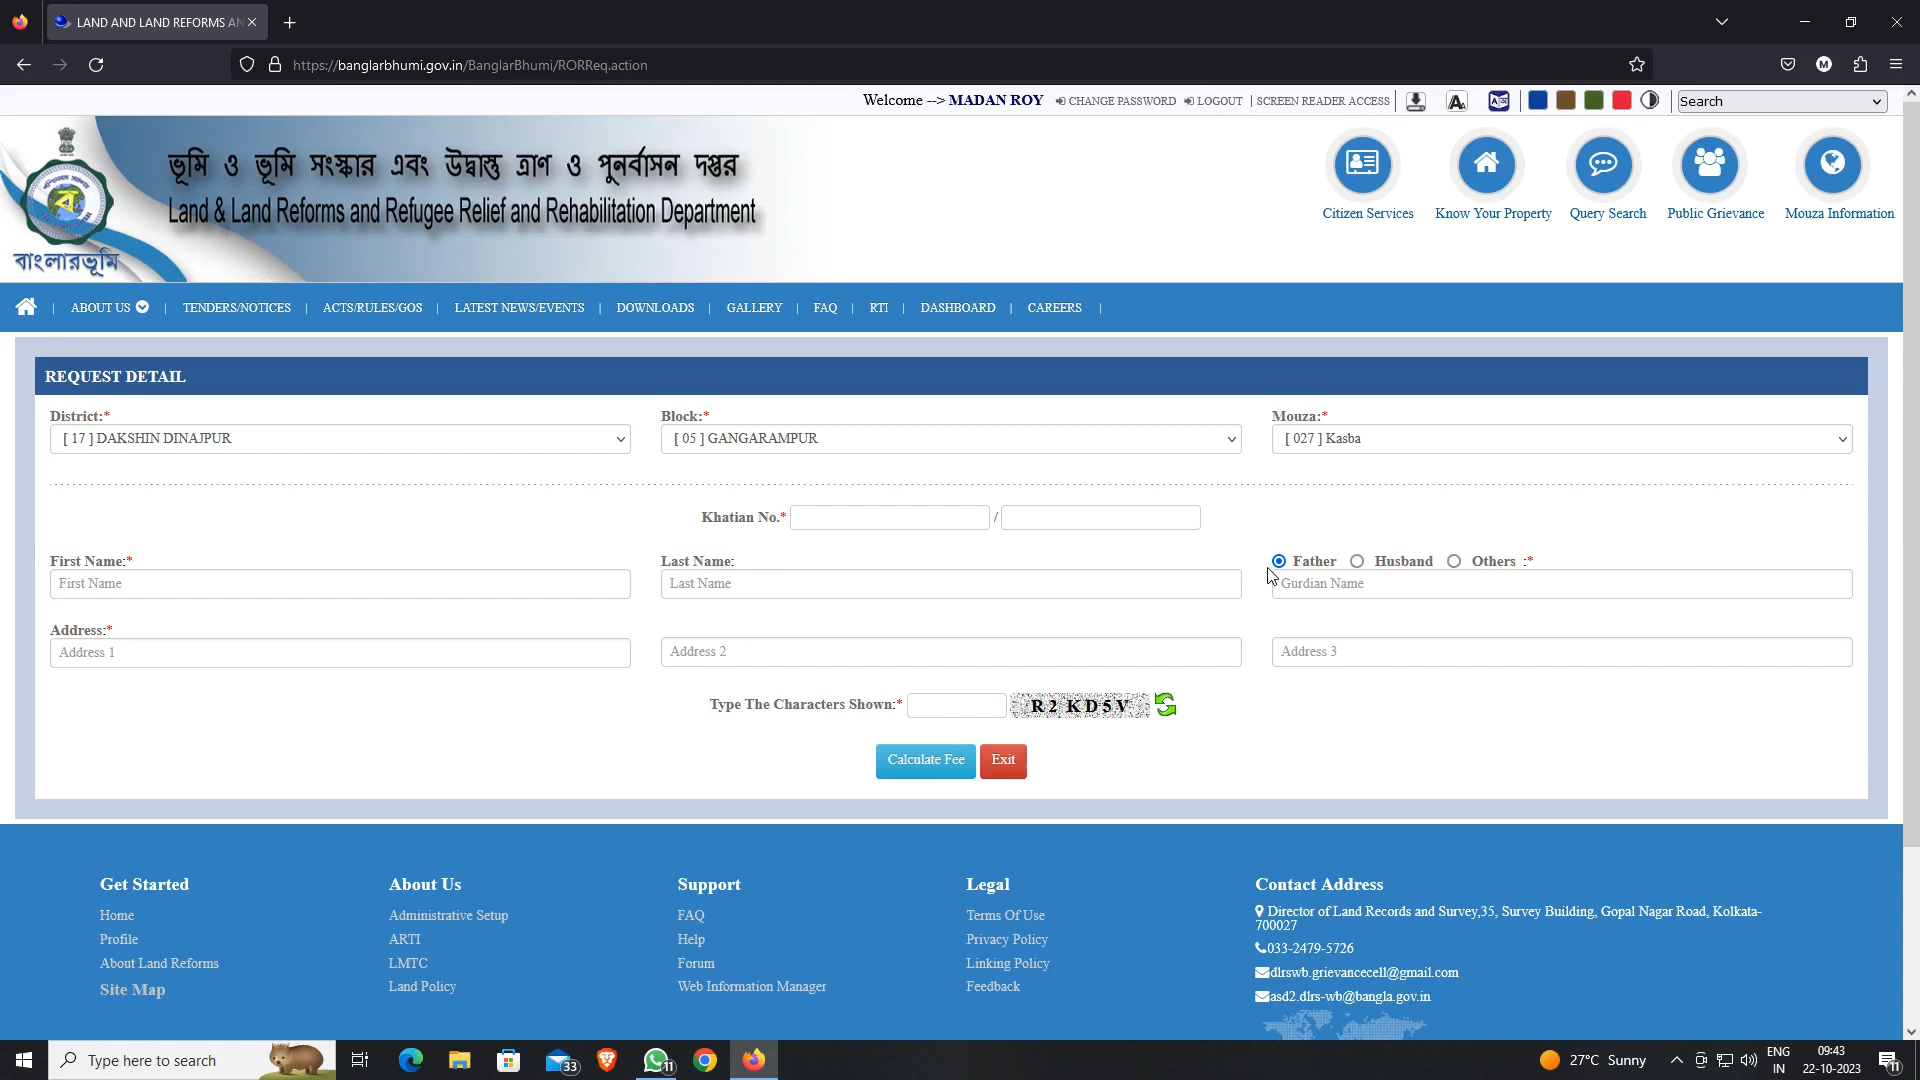 LAND AND LAND REFORMS AN
https://banglarbhumi.gov.in/BanglarBhumi/RORReq.action
Welcome --> MADAN ROY CHANGE PASSWORD LOGOUT | SCREEN READER ACCESS Search
ভূমি ও ভূমি সংস্কার এবং উদ্বাস্তু ত্রাণ ও পুনর্বাসন দপ্তর
Land & Land Reforms and Refugee Relief and Rehabilitation Department
বাংলারভূমি
Citizen Services Know Your Property Query Search Public Grievance Mouza Information
ABOUT US | TENDERS/NOTICES | ACTS/RULES/GOS | LATEST NEWS/EVENTS | DOWNLOADS | GALLERY | FAQ | RTI | DASHBOARD | CAREERS |
REQUEST DETAIL
District:* Block:* Mouza:*
[ 17 ] DAKSHIN DINAJPUR [ 05 ] GANGARAMPUR [ 027 ] Kasba
Khatian No.* /
First Name:* Last Name: Father Husband Others :*
First Name Last Name Gurdian Name
Address:*
Address 1 Address 2 Address 3
Type The Characters Shown:* R2 KD5V
Calculate Fee Exit
Get Started About Us Support Legal Contact Address
Home Administrative Setup FAQ Terms Of Use Director of Land Records and Survey,35, Survey Building, Gopal Nagar Road, Kolkata-
700027
Profile ARTI Help Privacy Policy 033-2479-5726
About Land Reforms LMTC Forum Linking Policy dlrswb.grievancecell@gmail.com
Site Map Land Policy Web Information Manager Feedback asd2.dlrs-wb@bangla.gov.in
Type here to search 33 11 27°C Sunny ENG 09:43
IN 22-10-2023 11